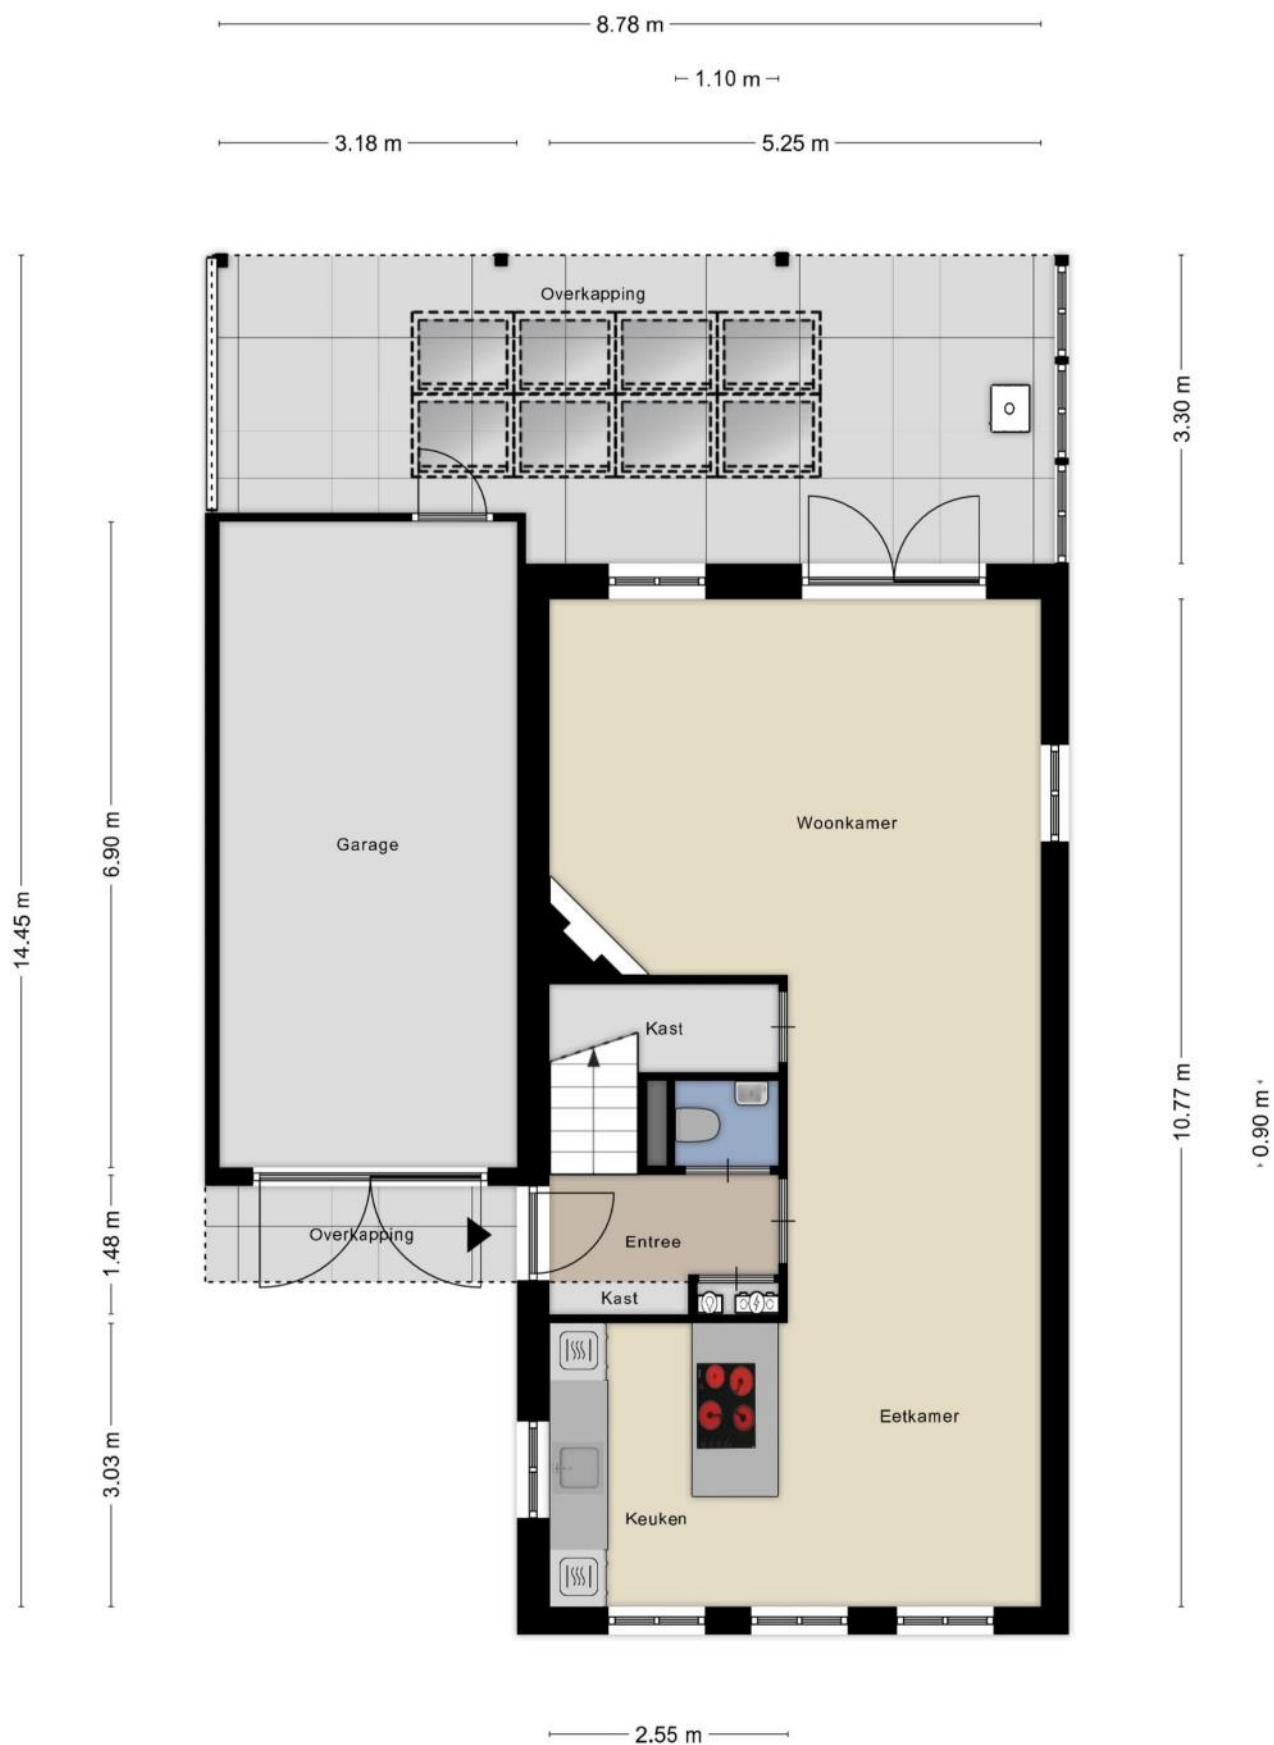 8.78 m
1.10 m
3.18 m
5.25 m
Overkapping
3.30 m
Woonkamer
Garage
6.90 m
14.45 m
Kast
10.77 m
0.90 m
Overkapping
Entree
1.48 m
Kast
Eetkamer
3.03 m
Keuken
2.55 m